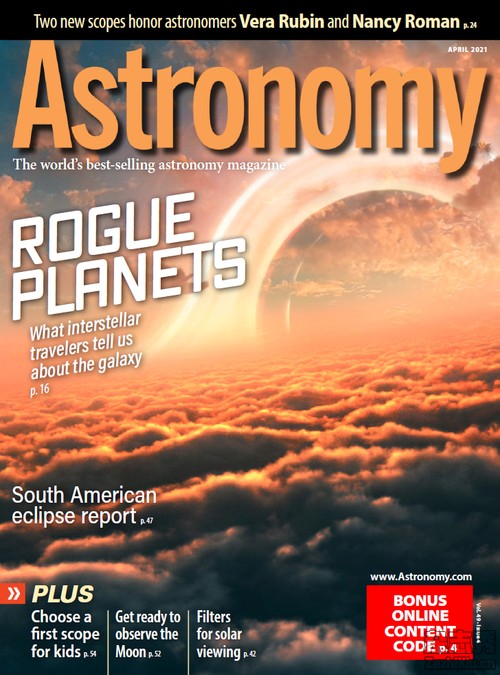 Two new scopes honor astronomers Vera Rubin and Nancy Roman p. 24
APRIL 2021
Astronomy
The world's best-selling astronomy magazine
ROGUE
PLANETS
What interstellar
travelers tell us
about the galaxy
p. 16
South American
eclipse report p. 47
www.Astronomy.com
BONUS
ONLINE
CONTENT
CODE p. 4
Vol.49•Issue4
» PLUS
Choose a
first scope
for kids p. 54
Get ready to
observe the
Moon p. 52
Filters
for solar
viewing p. 42